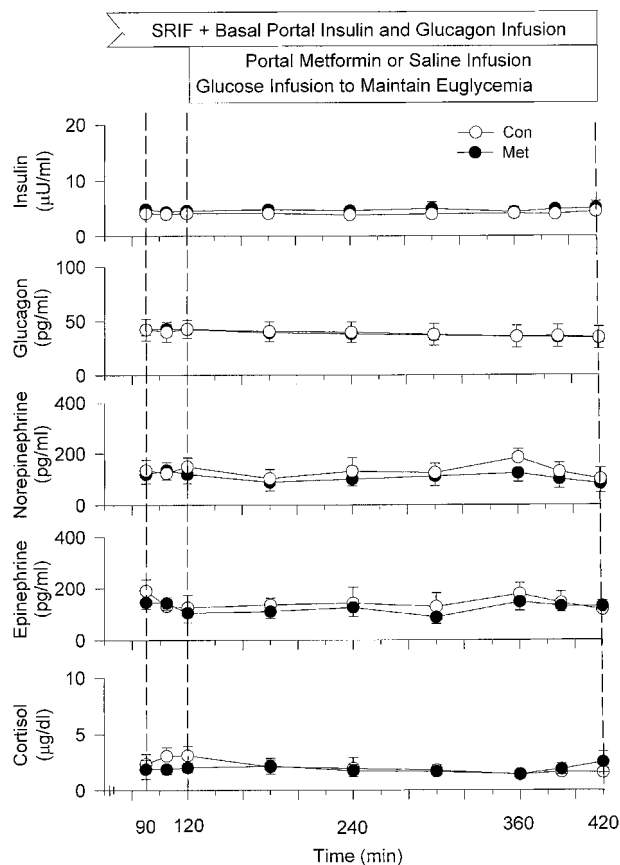 SRIF + Basal Portal Insulin and Glucagon Infusion
Portal Metformin or Saline Infusion
Glucose Infusion to Maintain Euglycemia
Con
Met
Insulin
(μU/ml)
20
10
0
Glucagon
(pg/ml)
100
50
0
Norepinephrine
(pg/ml)
400
200
0
Epinephrine
(pg/ml)
400
200
0
Cortisol
(μg/dl)
10
5
0
90 120 240 360 420
Time (min)